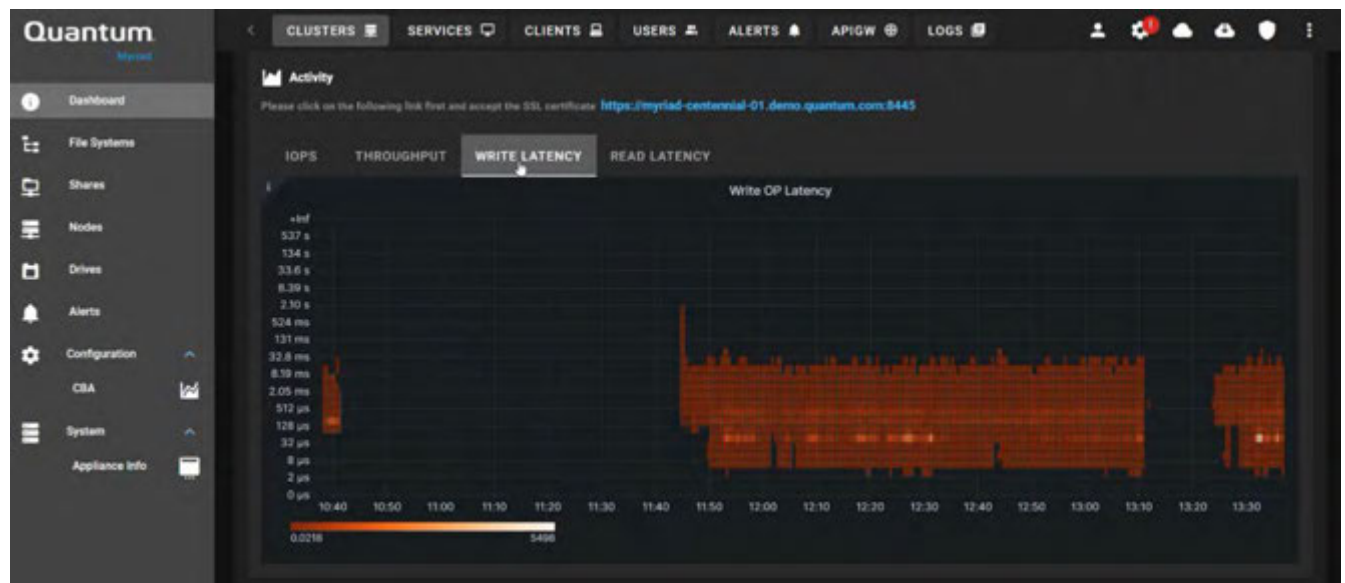 Quantum
Myriad
CLUSTERS
SERVICES
CLIENTS
USERS
ALERTS
APIGW
LOGS
Dashboard
File Systems
Shares
Nodes
Drives
Alerts
Configuration
CBA
System
Appliance Info
Activity
Please click on the following link first and accept the SSL certificate https://myriad-centennial-01.demo.quantum.com:8445
IOPS
THROUGHPUT
WRITE LATENCY
READ LATENCY
Write OP Latency
+Inf
537 s
134 s
33.6 s
8.39 s
2.10 s
524 ms
131 ms
32.8 ms
8.19 ms
2.05 ms
512 µs
128 µs
32 µs
8 µs
2 µs
0 µs
10:40 10:50 11:00 11:10 11:20 11:30 11:40 11:50 12:00 12:10 12:20 12:30 12:40 12:50 13:00 13:10 13:20 13:30
0.0218 5498